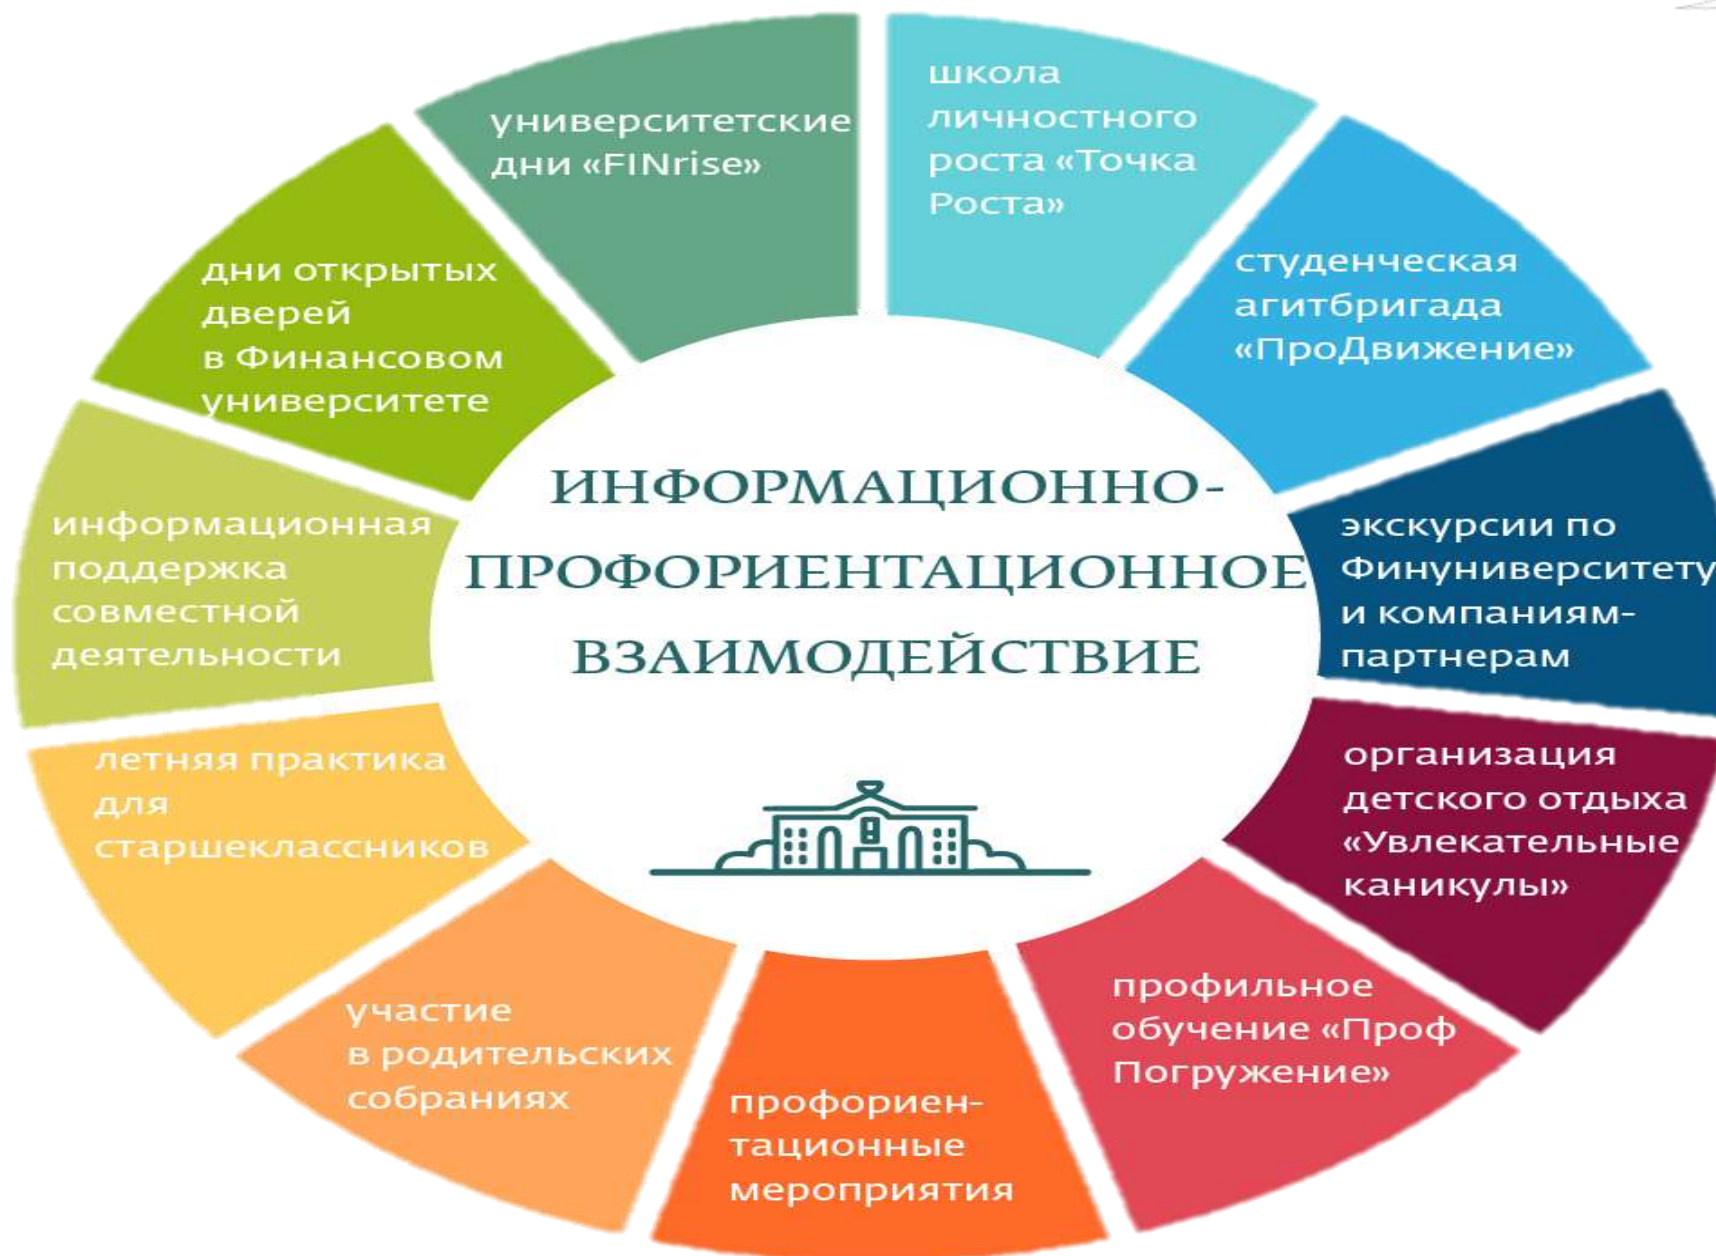 университетские
дни «FINrise»
школа
личностного
роста «Точка
Роста»
студенческая
агитбригада
«ПроДвижение»
экскурсии по
Финуниверситету
и компаниям-
партнерам
организация
детского отдыха
«Увлекательные
каникулы»
профильное
обучение «Проф
Погружение»
профориен-
тационные
мероприятия
участие
в родительских
собраниях
летняя практика
для
старшеклассников
информационная
поддержка
совместной
деятельности
дни открытых
дверей
в Финансовом
университете
ИНФОРМАЦИОННО-
ПРОФОРИЕНТАЦИОННОЕ
ВЗАИМОДЕЙСТВИЕ